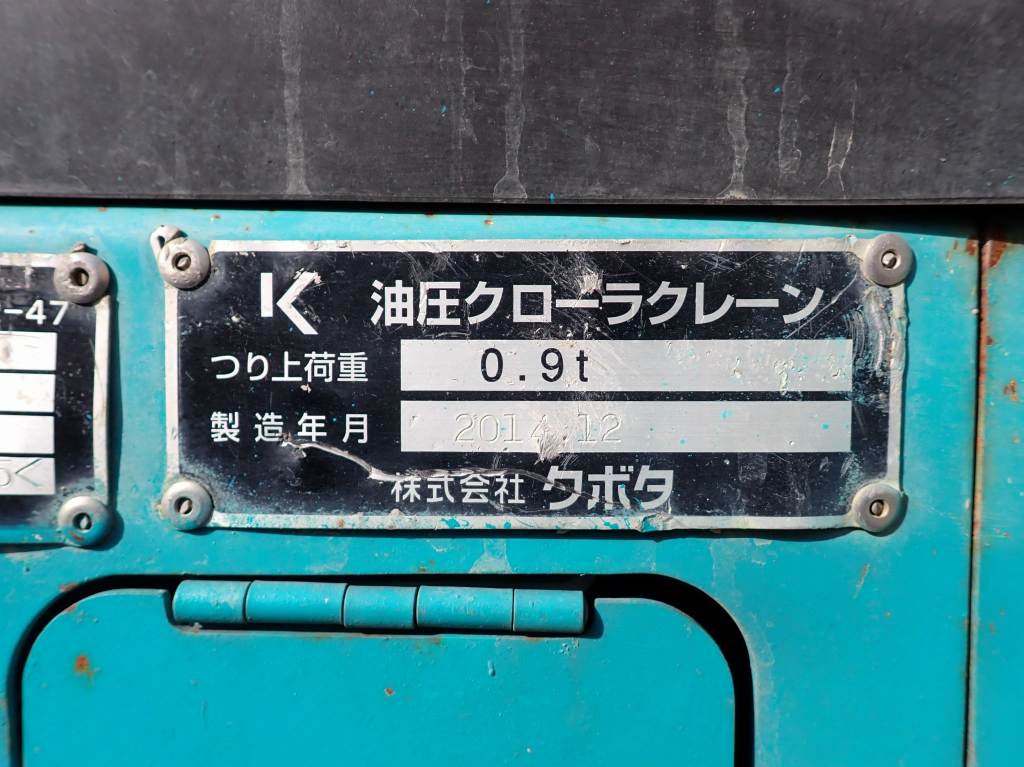 -47
K 油圧クローラクレーン
つり上荷重 0.9t
製造年月 2014.12
株式会社 クボタ